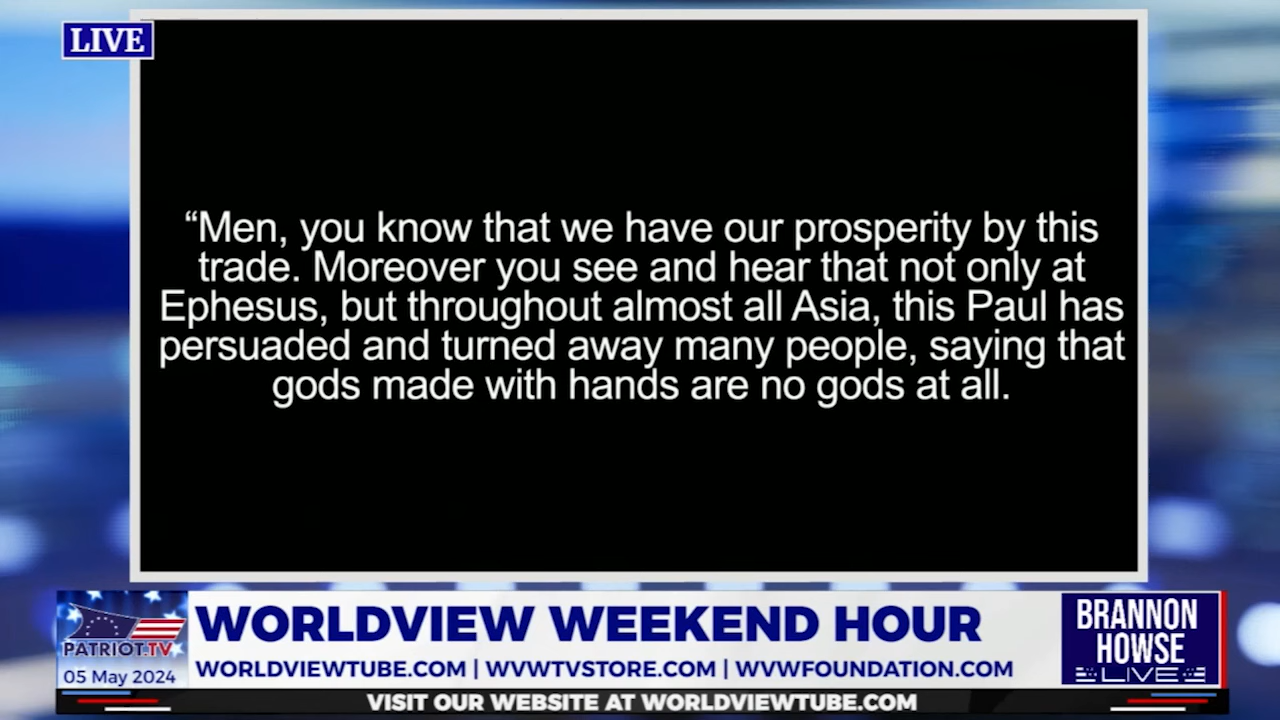 LIVE
“Men, you know that we have our prosperity by this
trade. Moreover you see and hear that not only at
Ephesus, but throughout almost all Asia, this Paul has
persuaded and turned away many people, saying that
gods made with hands are no gods at all.
PATRIOT.TV
05 May 2024
WORLDVIEW WEEKEND HOUR
WORLDVIEWTUBE.COM | WVWTVSTORE.COM | WVWFOUNDATION.COM
BRANNON
HOWSE
LIVE
VISIT OUR WEBSITE AT WORLDVIEWTUBE.COM